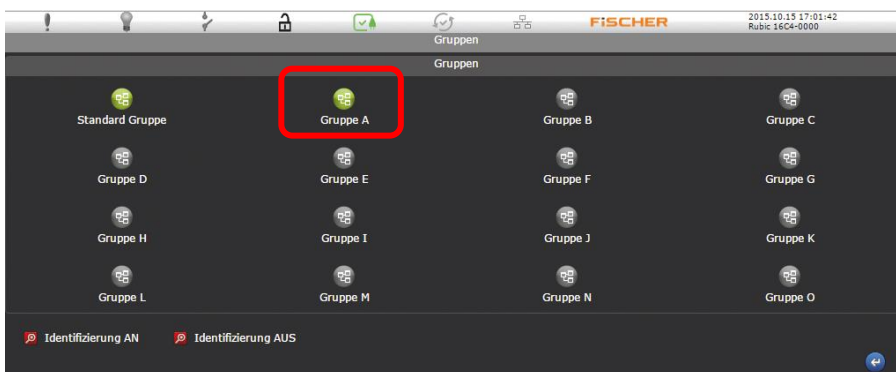 FISCHER
2015.10.15 17:01:42
Rubic 16C4-0000
Gruppen
Gruppen
Standard Gruppe
Gruppe A
Gruppe B
Gruppe C
Gruppe D
Gruppe E
Gruppe F
Gruppe G
Gruppe H
Gruppe I
Gruppe J
Gruppe K
Gruppe L
Gruppe M
Gruppe N
Gruppe O
Identifizierung AN
Identifizierung AUS